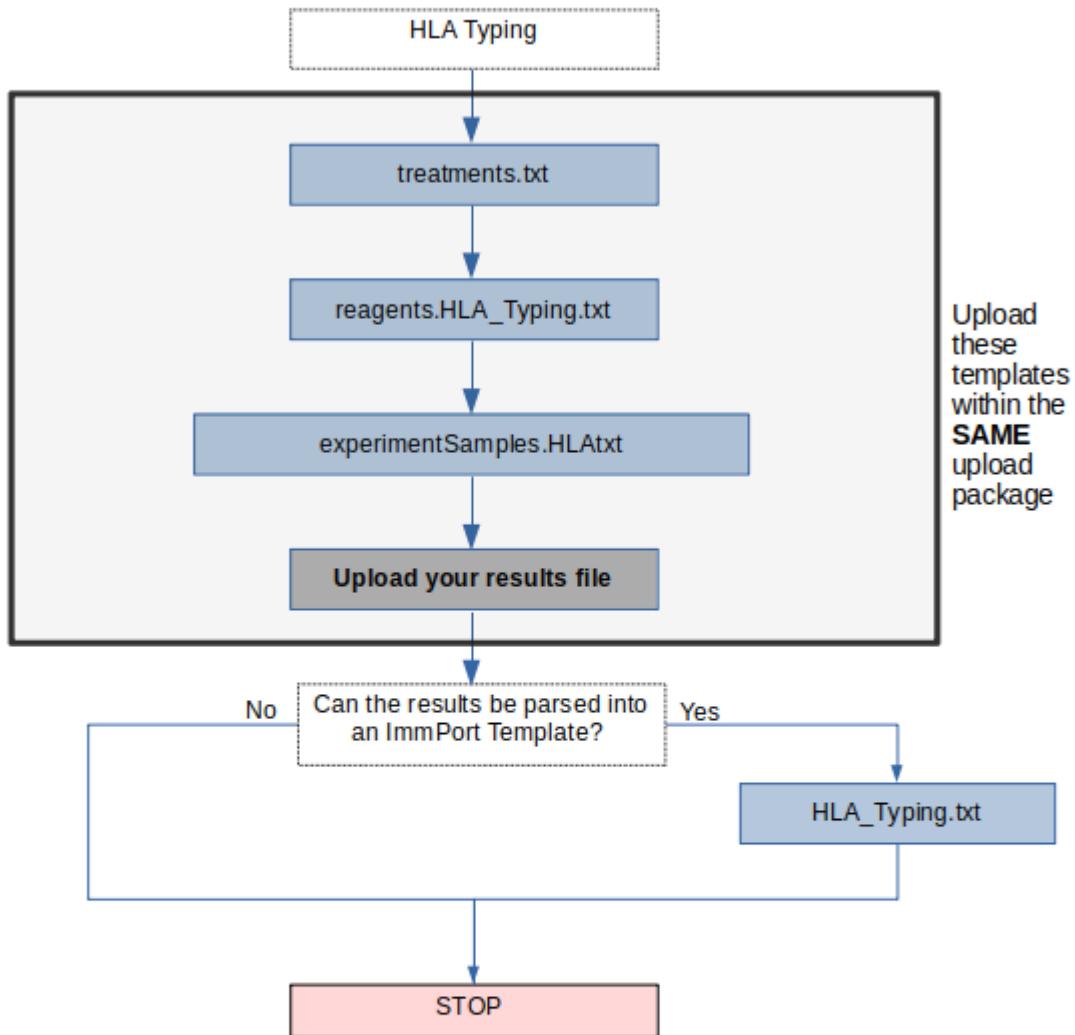 HLA Typing
treatments.txt
reagents.HLA_Typing.txt
experimentSamples.HLAtxt
Upload your results file
Upload
these
templates
within the
SAME
upload
package
Can the results be parsed into
an ImmPort Template?
No
Yes
HLA_Typing.txt
STOP